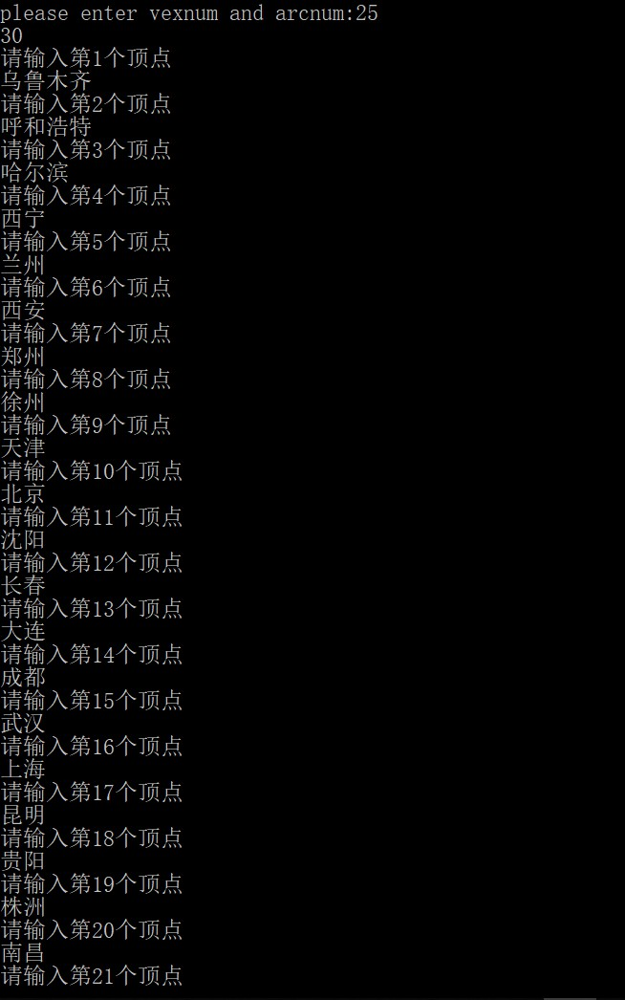 please enter vexnum and arcnum:25
30
请输入第1个顶点
乌鲁木齐
请输入第2个顶点
呼和浩特
请输入第3个顶点
哈尔滨
请输入第4个顶点
西宁
请输入第5个顶点
兰州
请输入第6个顶点
西安
请输入第7个顶点
郑州
请输入第8个顶点
徐州
请输入第9个顶点
天津
请输入第10个顶点
北京
请输入第11个顶点
沈阳
请输入第12个顶点
长春
请输入第13个顶点
大连
请输入第14个顶点
成都
请输入第15个顶点
武汉
请输入第16个顶点
上海
请输入第17个顶点
昆明
请输入第18个顶点
贵阳
请输入第19个顶点
株洲
请输入第20个顶点
南昌
请输入第21个顶点